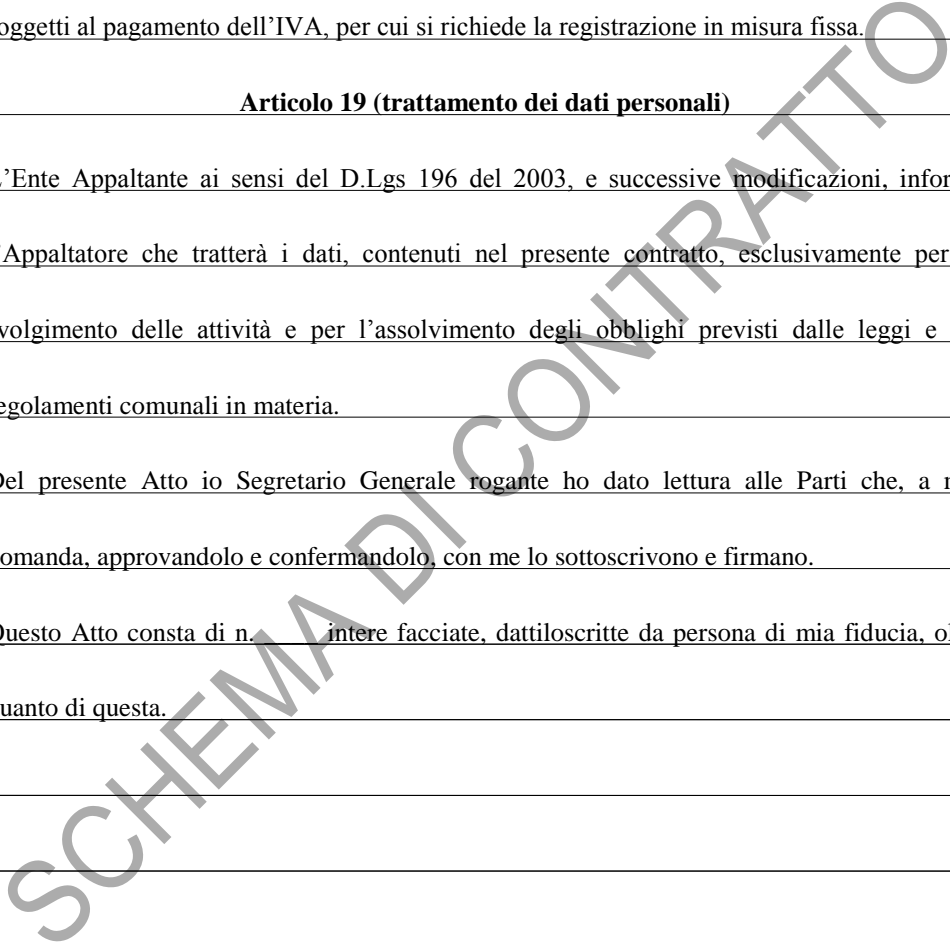 oggetti al pagamento dell'IVA, per cui si richiede la registrazione in misura fissa.
Articolo 19 (trattamento dei dati personali)
'Ente Appaltante ai sensi del D.Lgs 196 del 2003, e successive modificazioni, infor
'Appaltatore che tratterà i dati, contenuti nel presente contratto, esclusivamente per
volgimento delle attività e per l'assolvimento degli obblighi previsti dalle leggi e
egolamenti comunali in materia.
Del presente Atto io Segretario Generale rogante ho dato lettura alle Parti che, a
omanda, approvandolo e confermandolo, con me lo sottoscrivono e firmano.
Questo Atto consta di n. ______ intere facciate, dattiloscritte da persona di mia fiducia,
uanto di questa.
SCHEMA DI CONTRATTO